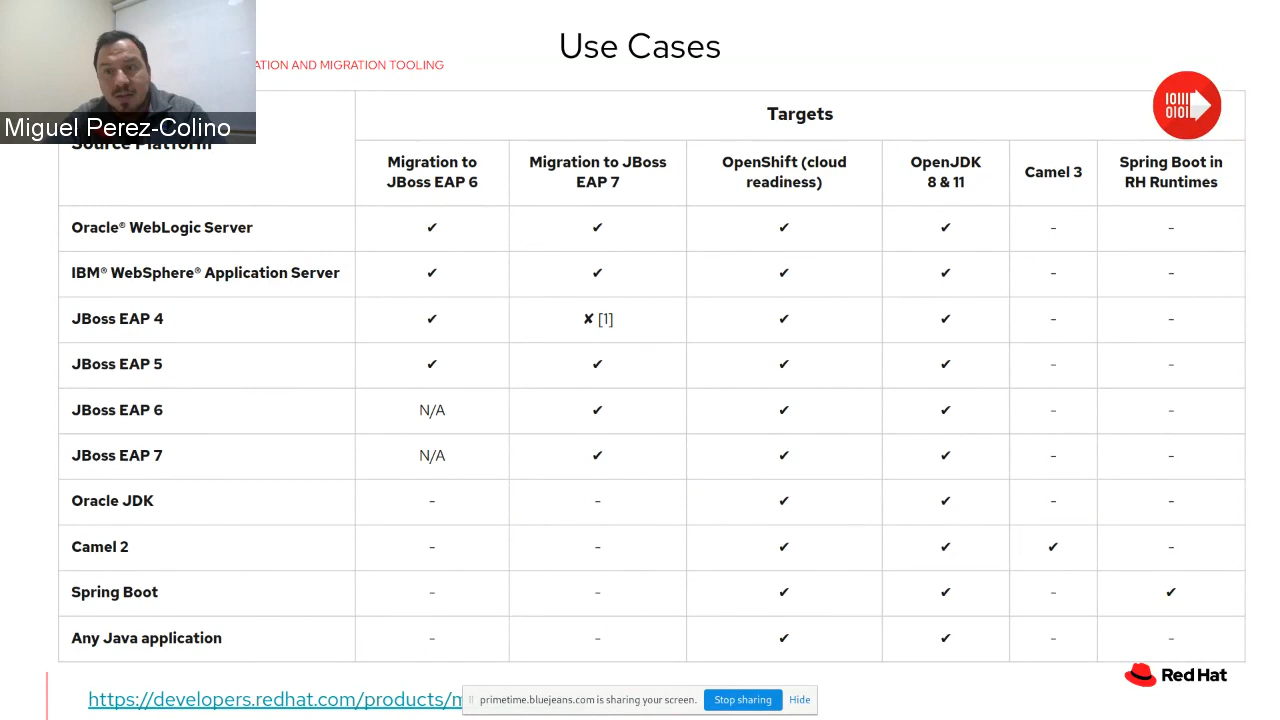 Use Cases
ATION AND MIGRATION TOOLING
Miguel Perez-Colino
Source Platform
Targets
Migration to JBoss EAP 6
Migration to JBoss EAP 7
OpenShift (cloud readiness)
OpenJDK 8 & 11
Camel 3
Spring Boot in RH Runtimes
Oracle® WebLogic Server ✔ ✔ ✔ ✔ - -
IBM® WebSphere® Application Server ✔ ✔ ✔ ✔ - -
JBoss EAP 4 ✔ ✘ [1] ✔ ✔ - -
JBoss EAP 5 ✔ ✔ ✔ ✔ - -
JBoss EAP 6 N/A ✔ ✔ ✔ - -
JBoss EAP 7 N/A ✔ ✔ ✔ - -
Oracle JDK - - ✔ ✔ - -
Camel 2 - - ✔ ✔ ✔ -
Spring Boot - - ✔ ✔ - ✔
Any Java application - - ✔ ✔ - -
Red Hat
https://developers.redhat.com/products/m
primetime.bluejeans.com is sharing your screen. Stop sharing Hide